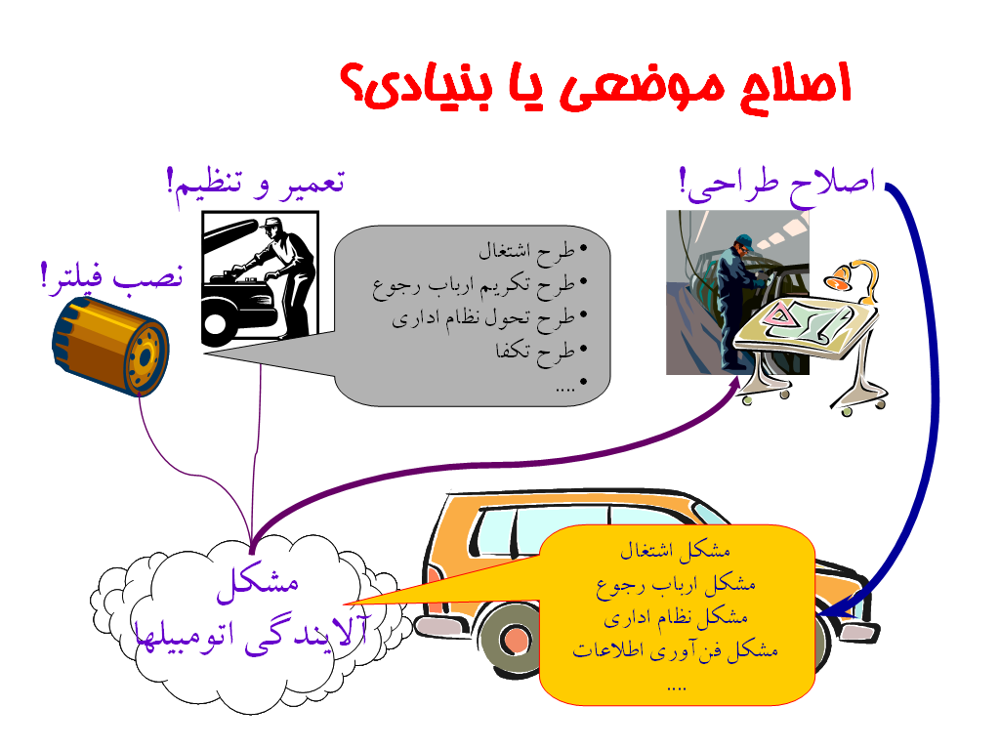 اصلاح موضعی یا بنیادی؟
اصلاح طراحی!
تعمیر و تنظیم!
نصب فیلتر!
• طرح اشتغال
• طرح تکریم ارباب رجوع
• طرح تحول نظام اداری
• طرح تکفا
• ....
مشکل
آلایندگی اتومبیلها
مشکل اشتغال
مشکل ارباب رجوع
مشکل نظام اداری
مشکل فن‌آوری اطلاعات
....